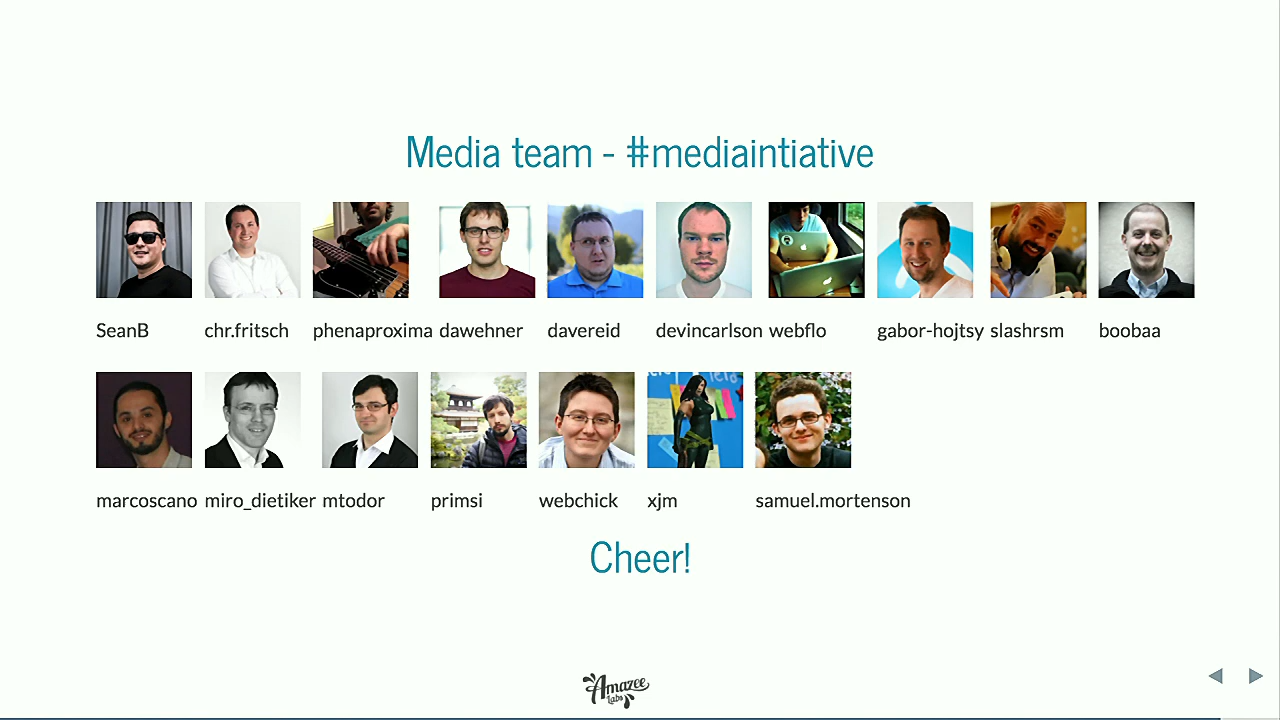 Media team - #mediaintiative
SeanB chr.fritsch phenaproxima dawehner davereid devincarlson webflo gabor-hojtsy slashrsm boobaa
marcoscano miro_dietiker mtodor primsi webchick xjm samuel.mortenson
Cheer!
Amazee
Labs